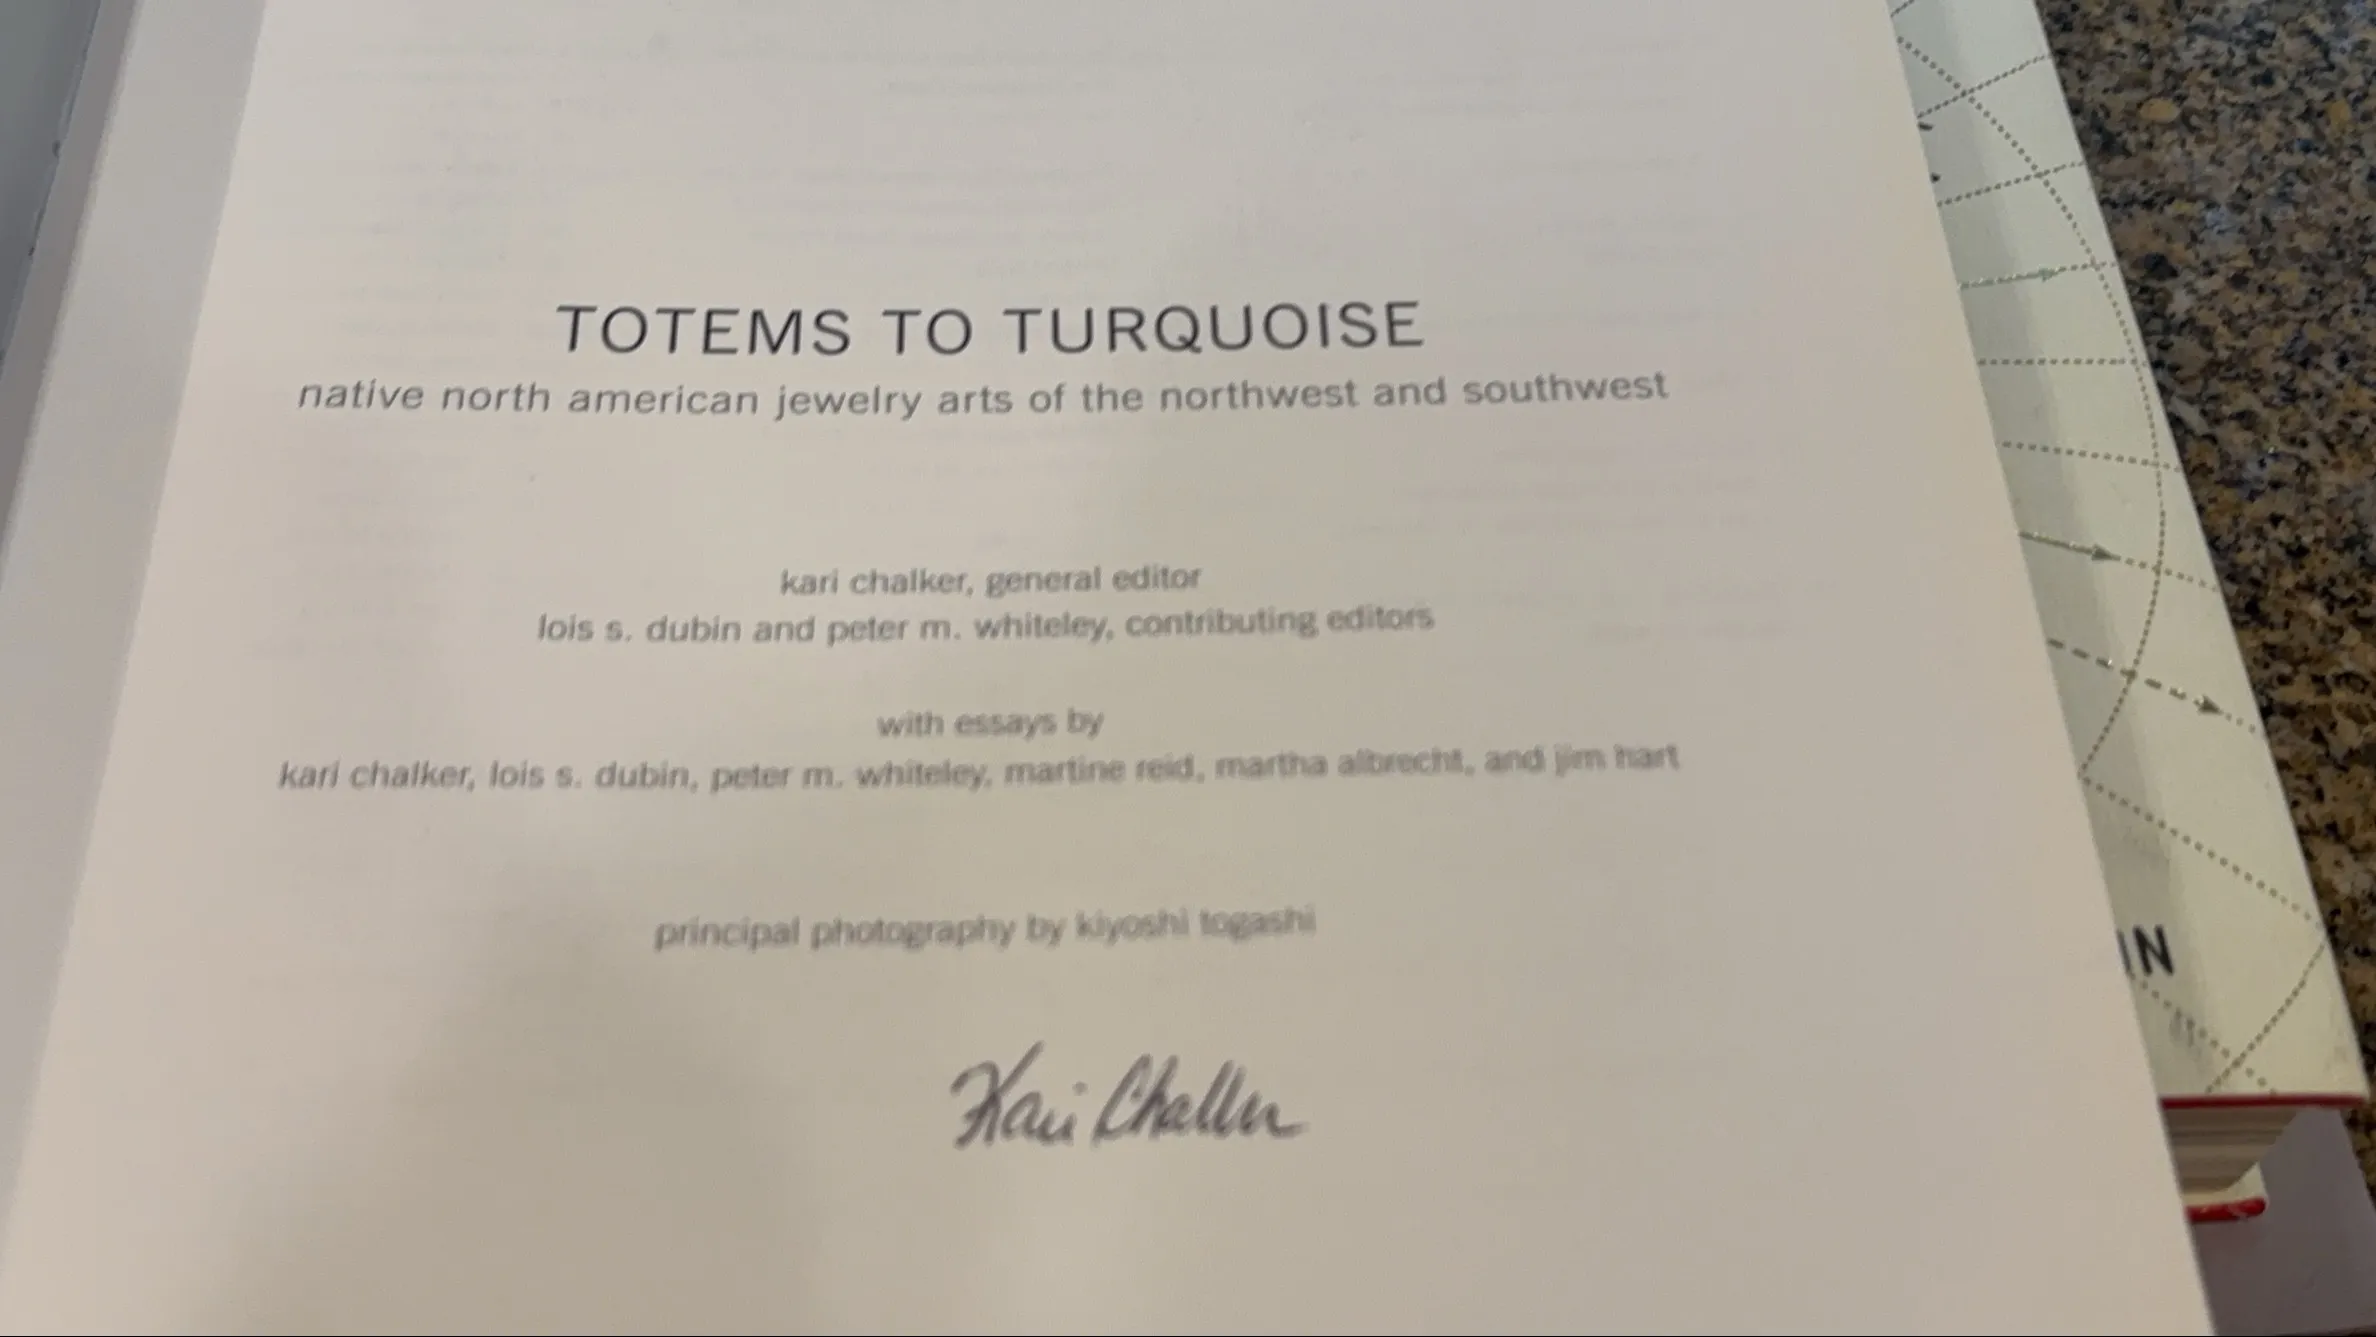 TOTEMS TO TURQUOISE
native north american jewelry arts of the northwest and southwest
kari chalker, general editor
lois s. dubin and peter m. whiteley, contributing editors
with essays by
kari chalker, lois s. dubin, peter m. whiteley, martine reid, martha albrecht, and jim hart
principal photography by kiyoshi togashi
Kari Chalker
IN